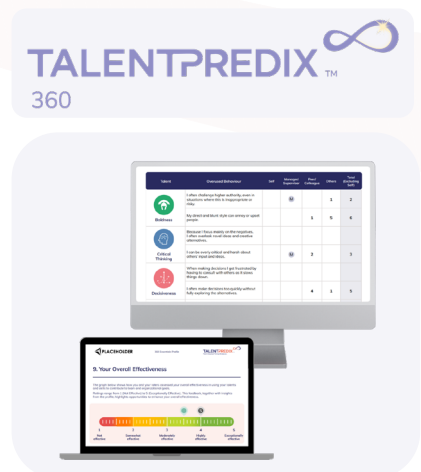 TALENTPREDIX™
360
Talent Overused Behaviour Self Manager/ Supervisor Peer/ Colleague Others Total (Excluding Self)
I often challenge higher authority, even in situations where this is inappropriate or risky. M 1 2
Boldness
My direct and blunt style can annoy or upset people. 1 5 6
Because I focus mainly on the negatives, I often overlook novel ideas and creative alternatives.
Critical Thinking
I can be overly critical and harsh about others' input and ideas. M 2 3
When making decisions I get frustrated by having to consult with others as it slows things down.
Decisiveness
I often make decisions too quickly without fully exploring the alternatives. 4 1 5
PLACEHOLDER
TALENTPREDIX
9. Your Overall Effectiveness
1 2 3 4 5
Not effective Somewhat effective Moderately effective Highly effective Exceptionally effective